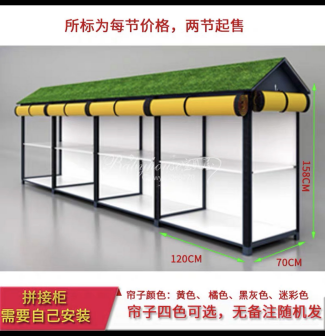 所标为每节价格，两节起售
158CM
120CM
70CM
拼接柜
需要自己安装
帘子颜色：黄色、橘色、黑灰色、迷彩色
帘子四色可选，无备注随机发